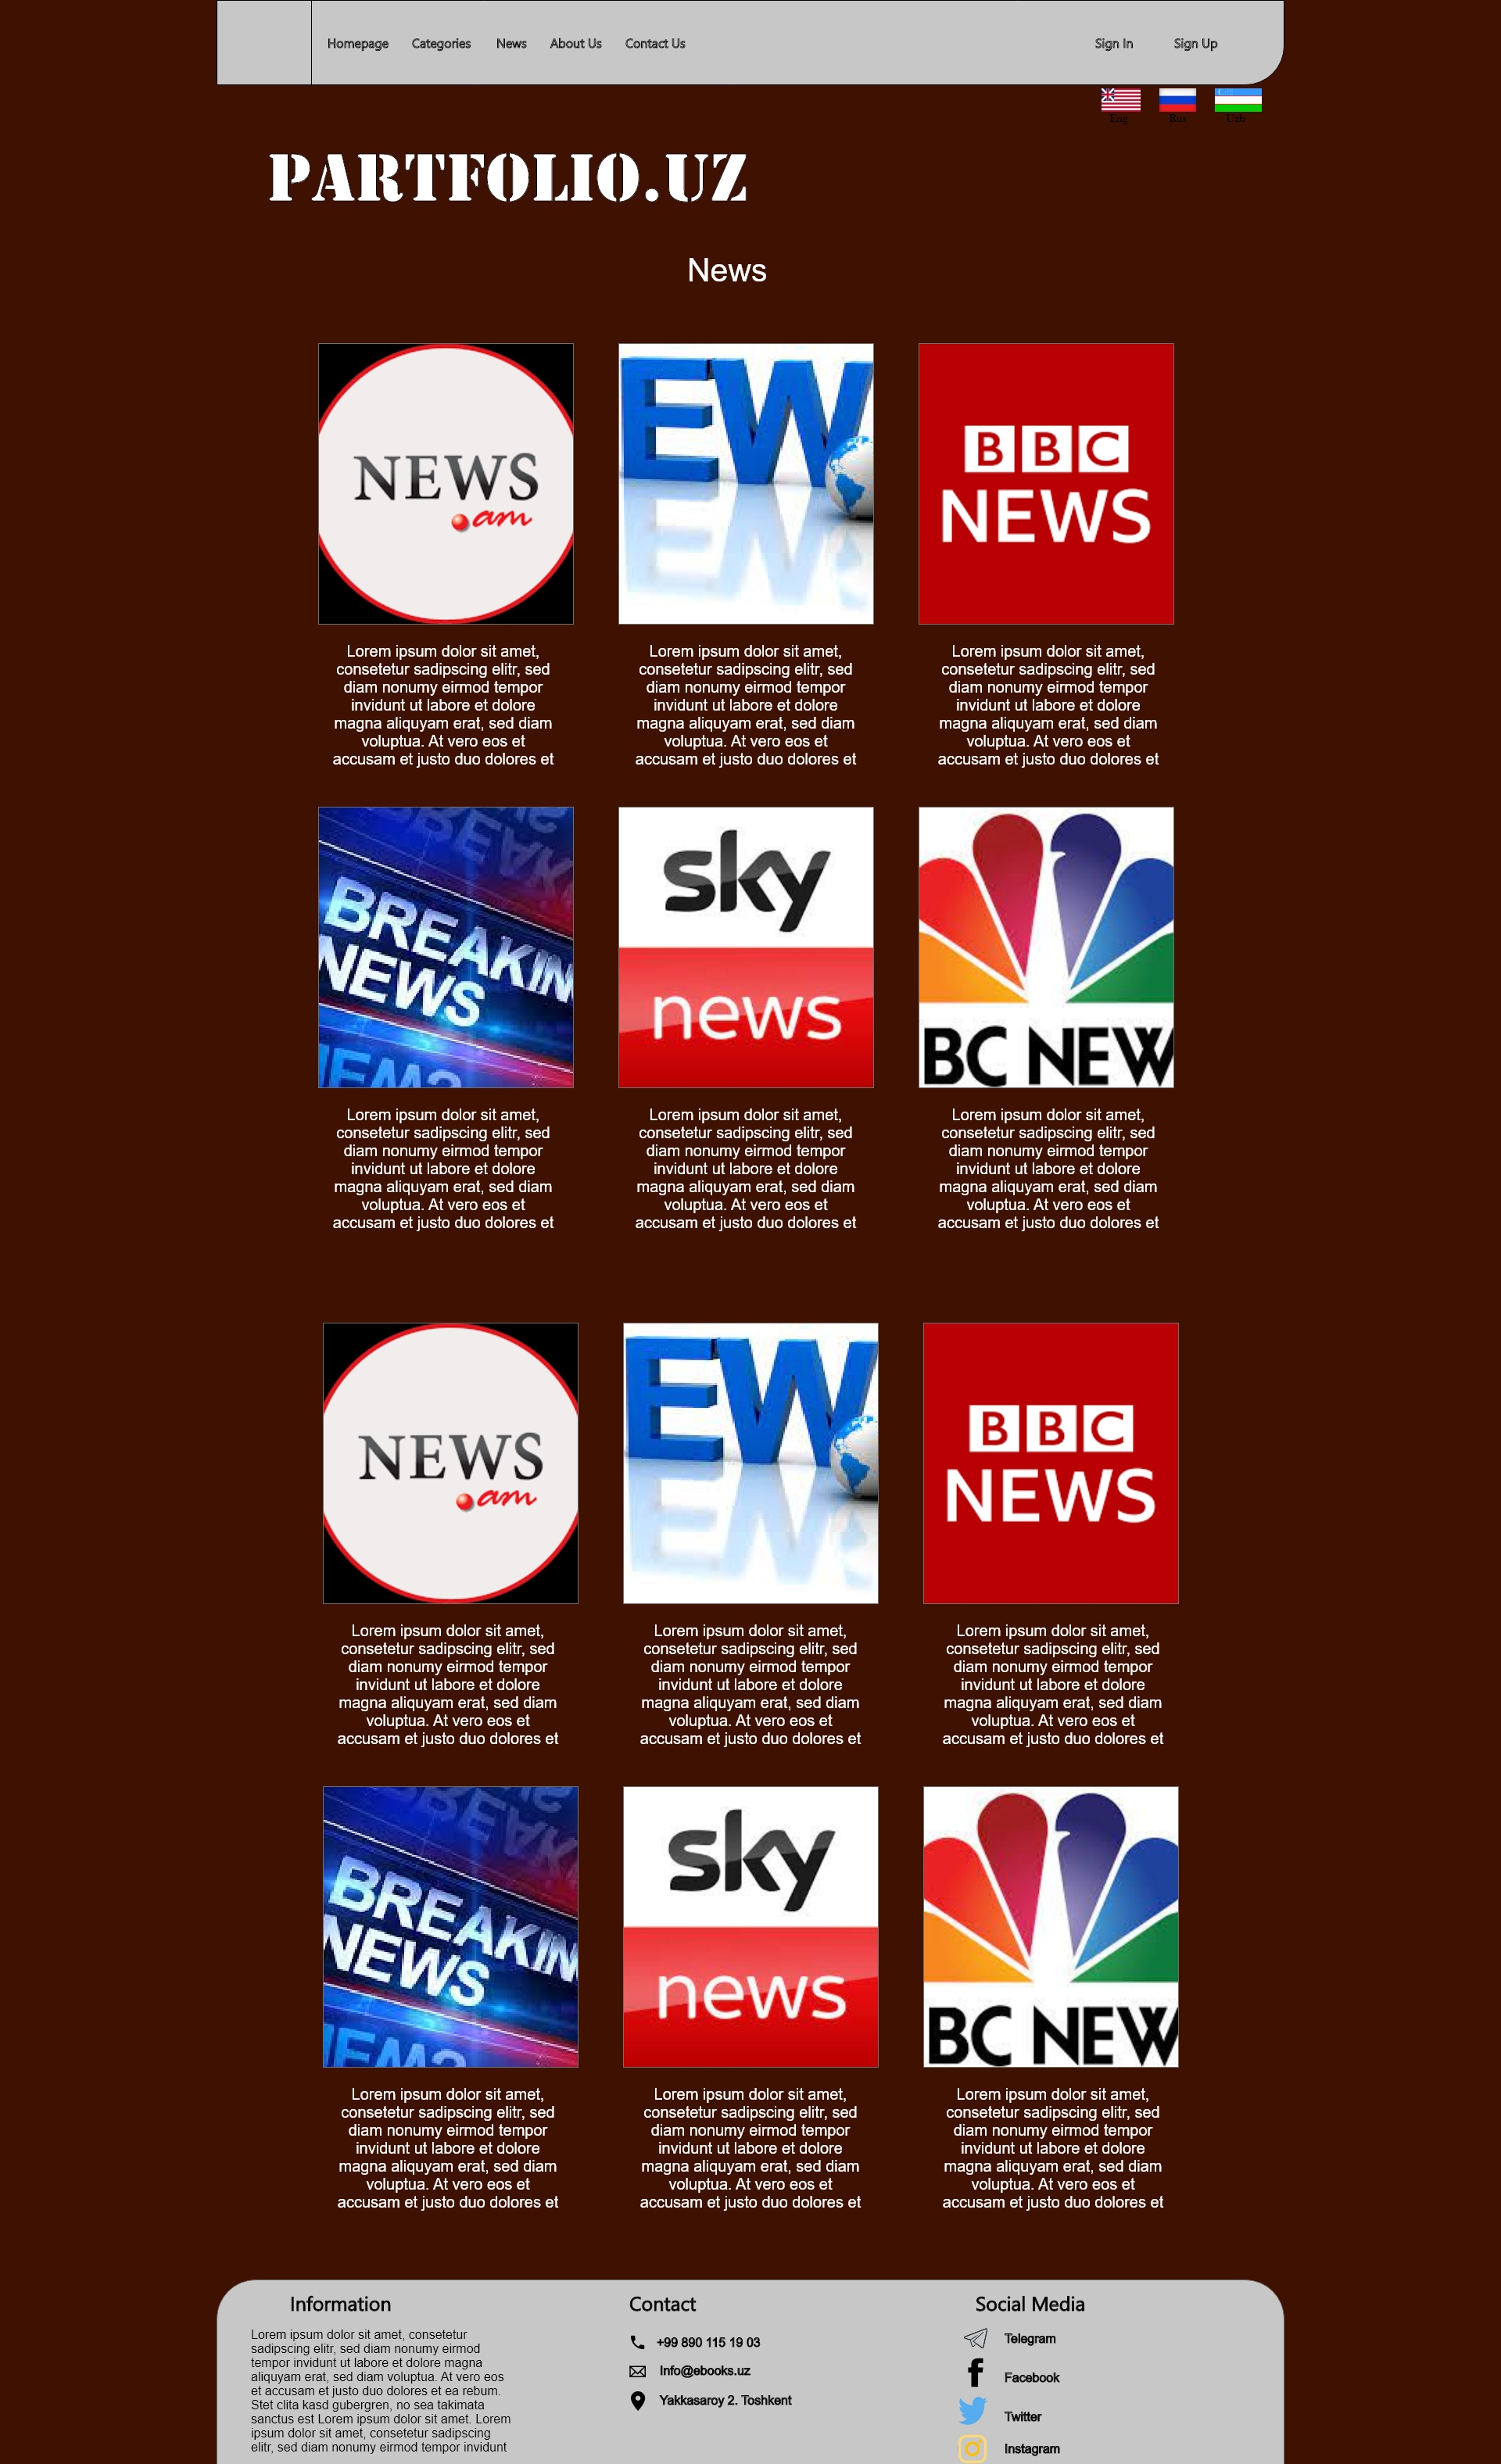 Homepage Categories News About Us Contact Us Sign In Sign Up
Eng Rus Uzb
PARTFOLIO.UZ
News
NEWS
.am
EW
BBC
NEWS
Lorem ipsum dolor sit amet,
consetetur sadipscing elitr, sed
diam nonumy eirmod tempor
invidunt ut labore et dolore
magna aliquyam erat, sed diam
voluptua. At vero eos et
accusam et justo duo dolores et
Lorem ipsum dolor sit amet,
consetetur sadipscing elitr, sed
diam nonumy eirmod tempor
invidunt ut labore et dolore
magna aliquyam erat, sed diam
voluptua. At vero eos et
accusam et justo duo dolores et
Lorem ipsum dolor sit amet,
consetetur sadipscing elitr, sed
diam nonumy eirmod tempor
invidunt ut labore et dolore
magna aliquyam erat, sed diam
voluptua. At vero eos et
accusam et justo duo dolores et
BREAKIN
NEWS
sky
news
BC NEW
Lorem ipsum dolor sit amet,
consetetur sadipscing elitr, sed
diam nonumy eirmod tempor
invidunt ut labore et dolore
magna aliquyam erat, sed diam
voluptua. At vero eos et
accusam et justo duo dolores et
Lorem ipsum dolor sit amet,
consetetur sadipscing elitr, sed
diam nonumy eirmod tempor
invidunt ut labore et dolore
magna aliquyam erat, sed diam
voluptua. At vero eos et
accusam et justo duo dolores et
Lorem ipsum dolor sit amet,
consetetur sadipscing elitr, sed
diam nonumy eirmod tempor
invidunt ut labore et dolore
magna aliquyam erat, sed diam
voluptua. At vero eos et
accusam et justo duo dolores et
NEWS
.am
EW
BBC
NEWS
Lorem ipsum dolor sit amet,
consetetur sadipscing elitr, sed
diam nonumy eirmod tempor
invidunt ut labore et dolore
magna aliquyam erat, sed diam
voluptua. At vero eos et
accusam et justo duo dolores et
Lorem ipsum dolor sit amet,
consetetur sadipscing elitr, sed
diam nonumy eirmod tempor
invidunt ut labore et dolore
magna aliquyam erat, sed diam
voluptua. At vero eos et
accusam et justo duo dolores et
Lorem ipsum dolor sit amet,
consetetur sadipscing elitr, sed
diam nonumy eirmod tempor
invidunt ut labore et dolore
magna aliquyam erat, sed diam
voluptua. At vero eos et
accusam et justo duo dolores et
BREAKIN
NEWS
sky
news
BC NEW
Lorem ipsum dolor sit amet,
consetetur sadipscing elitr, sed
diam nonumy eirmod tempor
invidunt ut labore et dolore
magna aliquyam erat, sed diam
voluptua. At vero eos et
accusam et justo duo dolores et
Lorem ipsum dolor sit amet,
consetetur sadipscing elitr, sed
diam nonumy eirmod tempor
invidunt ut labore et dolore
magna aliquyam erat, sed diam
voluptua. At vero eos et
accusam et justo duo dolores et
Lorem ipsum dolor sit amet,
consetetur sadipscing elitr, sed
diam nonumy eirmod tempor
invidunt ut labore et dolore
magna aliquyam erat, sed diam
voluptua. At vero eos et
accusam et justo duo dolores et
Information
Lorem ipsum dolor sit amet, consetetur
sadipscing elitr, sed diam nonumy eirmod
tempor invidunt ut labore et dolore magna
aliquyam erat, sed diam voluptua. At vero eos
et accusam et justo duo dolores et ea rebum.
Stet clita kasd gubergren, no sea takimata
sanctus est Lorem ipsum dolor sit amet. Lorem
ipsum dolor sit amet, consetetur sadipscing
elitr, sed diam nonumy eirmod tempor invidunt
Contact
+99 890 115 19 03
Info@ebooks.uz
Yakkasaroy 2. Toshkent
Social Media
Telegram
Facebook
Twitter
Instagram